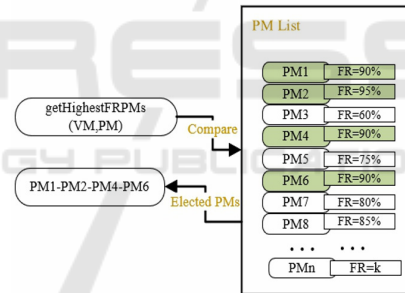 PM List
PM1 FR=90%
PM2 FR=95%
PM3 FR=60%
PM4 FR=90%
PM5 FR=75%
PM6 FR=90%
PM7 FR=80%
PM8 FR=85%
... ...
PMn FR=k
getHighestFRPMs
(VM,PM)
Compare
PM1-PM2-PM4-PM6
Elected PMs